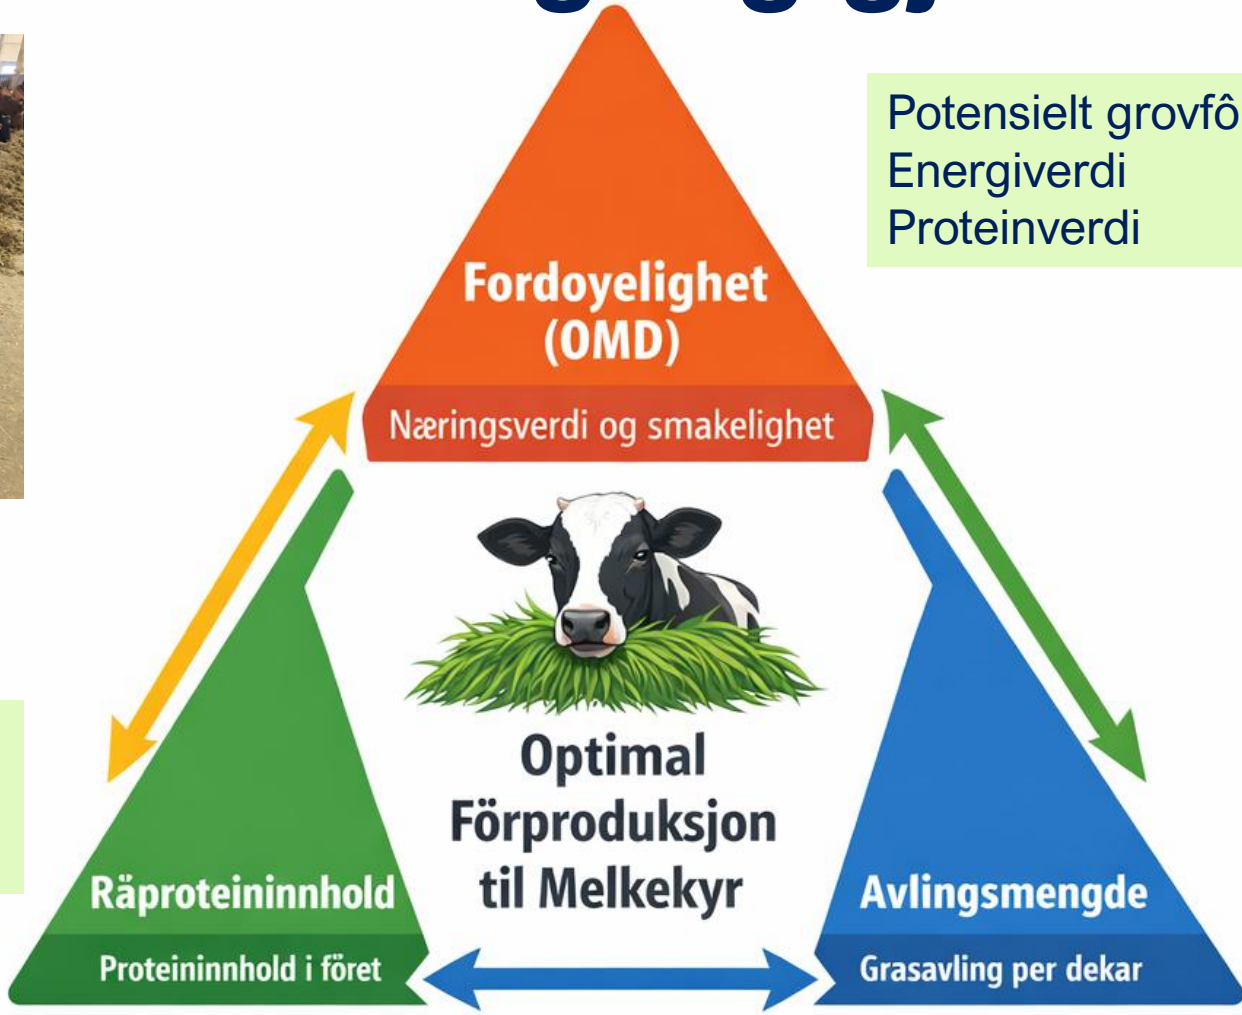 Potensielt grovfô
Energiverdi
Proteinverdi
Fordoyelighet
(OMD)
Næringsverdi og smakelighet
Optimal
Förproduksjon
til Melkekyr
Räproteininnhold
Proteininnhold i föret
Avlingsmengde
Grasavling per dekar